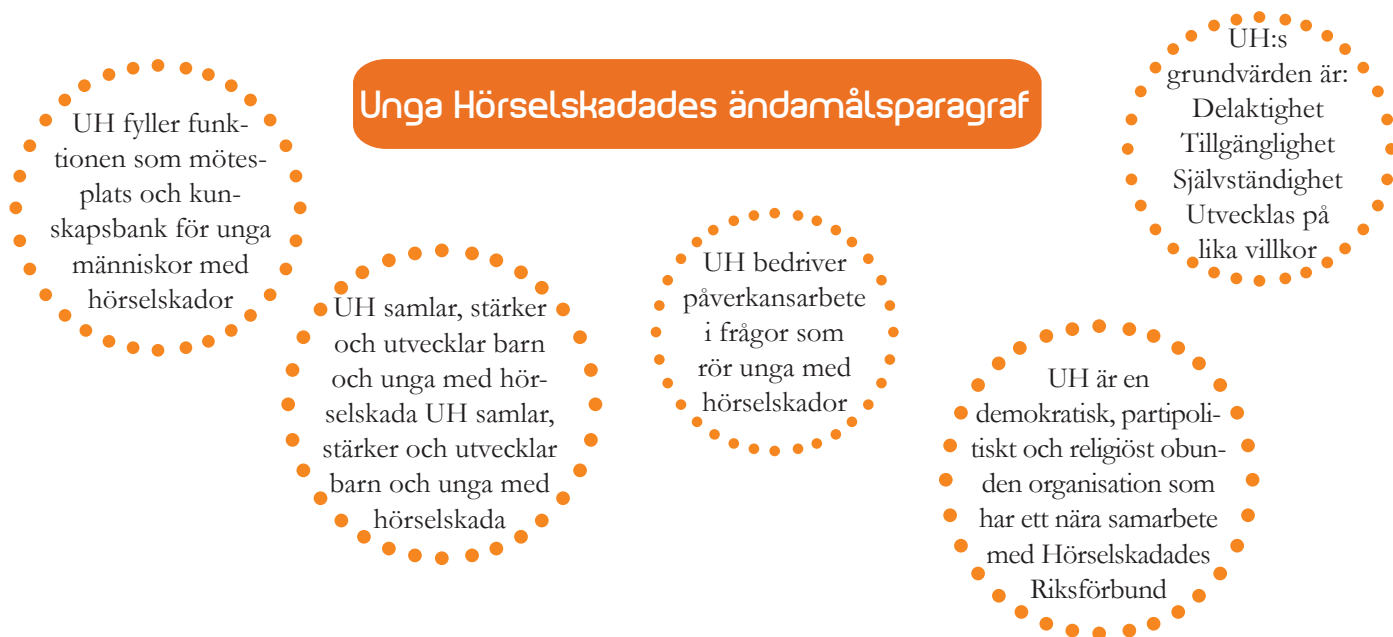 Unga Hörselskadades ändamålsparagraf
UH fyller funk-
tionen som mötes-
plats och kun-
skapsbank för unga
människor med
hörselskador
UH samlar, stärker
och utvecklar barn
och unga med hör-
selskada UH samlar,
stärker och utvecklar
barn och unga med
hörselskada
UH bedriver
påverkansarbete
i frågor som
rör unga med
hörselskador
UH:s
grundvärden är:
Delaktighet
Tillgänglighet
Självständighet
Utvecklas på
lika villkor
UH är en
demokratisk, partipoli-
tiskt och religiöst obun-
den organisation som
har ett nära samarbete
med Hörselskadades
Riksförbund